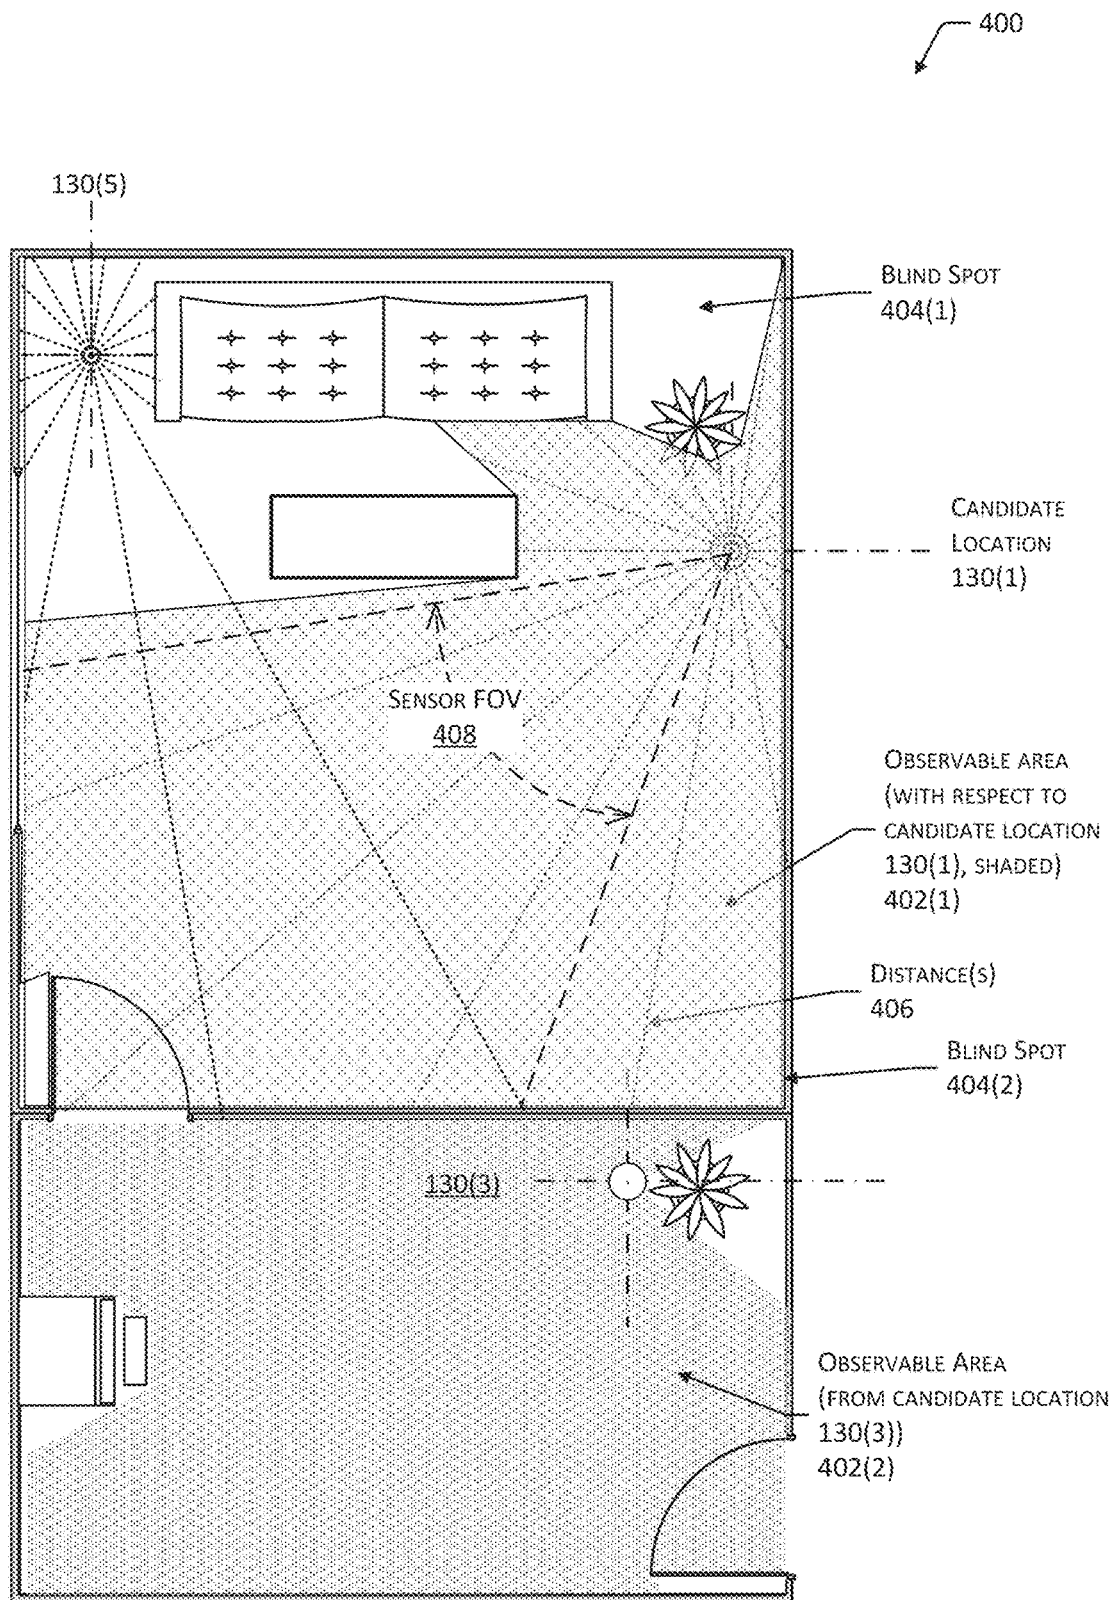 400
130(5)
BLIND SPOT
404(1)
CANDIDATE
LOCATION
130(1)
SENSOR FOV
408
OBSERVABLE AREA
(WITH RESPECT TO
CANDIDATE LOCATION
130(1), SHADED)
402(1)
DISTANCE(S)
406
BLIND SPOT
404(2)
130(3)
OBSERVABLE AREA
(FROM CANDIDATE LOCATION
130(3))
402(2)